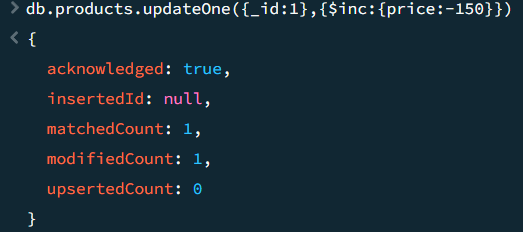 > db.products.updateOne({_id:1},{$inc:{price:-150}})
< {
acknowledged: true,
insertedId: null,
matchedCount: 1,
modifiedCount: 1,
upsertedCount: 0
}